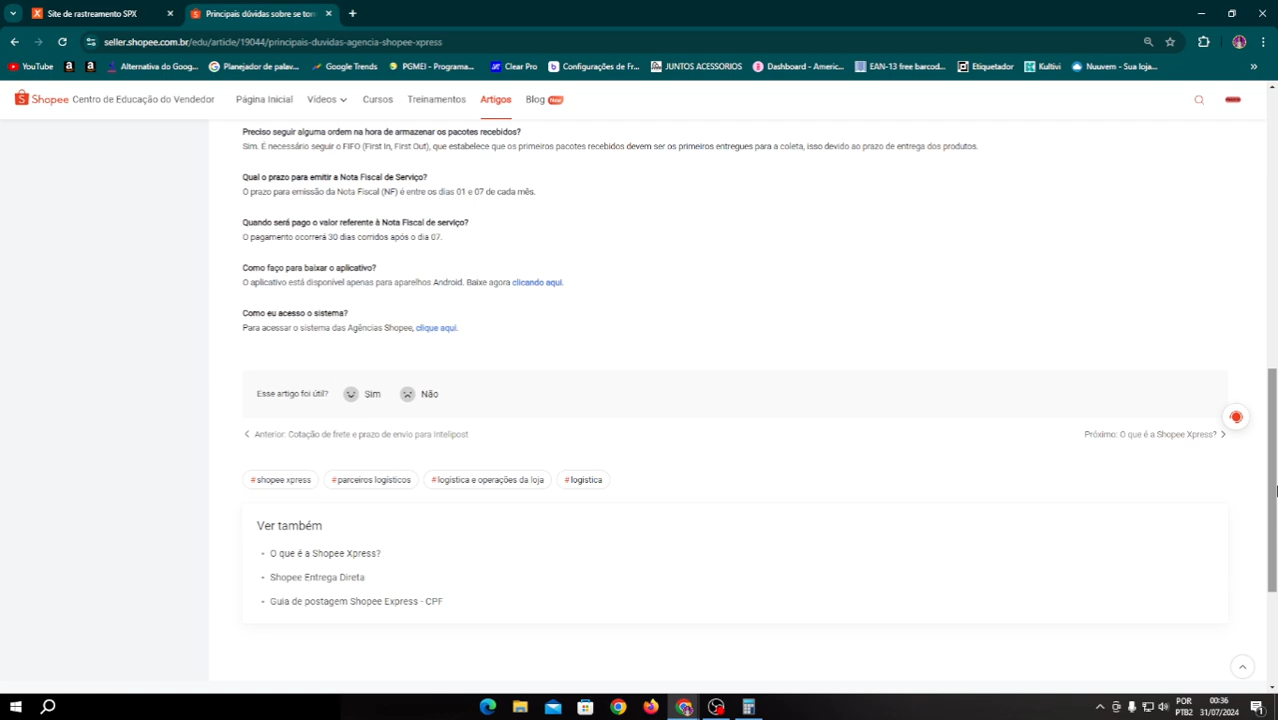 Site de rastreamento SPX
Principais dúvidas sobre se torn
seller.shopee.com.br/edu/article/19044/principais-duvidas-agencia-shopee-xpress
YouTube
Alternativa do Goog...
Planejador de palav...
Google Trends
PGMEI - Programa...
Clear Pro
Configurações de Fr...
JUNTOS ACESSORIOS
Dashboard - Americ...
EAN-13 free barcod...
Etiquetador
Kultivi
Nuuvem - Sua loja...
Shopee Centro de Educação do Vendedor
Página Inicial
Vídeos
Cursos
Treinamentos
Artigos
Blog
New
Preciso seguir alguma ordem na hora de armazenar os pacotes recebidos?
Sim. É necessário seguir o FIFO (First In, First Out), que estabelece que os primeiros pacotes recebidos devem ser os primeiros entregues para a coleta, isso devido ao prazo de entrega dos produtos.
Qual o prazo para emitir a Nota Fiscal de Serviço?
O prazo para emissão da Nota Fiscal (NF) é entre os dias 01 e 07 de cada mês.
Quando será pago o valor referente à Nota Fiscal de serviço?
O pagamento ocorrerá 30 dias corridos após o dia 07.
Como faço para baixar o aplicativo?
O aplicativo está disponível apenas para aparelhos Android. Baixe agora clicando aqui.
Como eu acesso o sistema?
Para acessar o sistema das Agências Shopee, clique aqui.
Esse artigo foi útil?
Sim
Não
Anterior: Cotação de frete e prazo de envio para Intelipost
Próximo: O que é a Shopee Xpress?
#shopee xpress
#parceiros logísticos
#logística e operações da loja
#logística
Ver também
• O que é a Shopee Xpress?
• Shopee Entrega Direta
• Guia de postagem Shopee Express - CPF
POR
PTB2
00:36
31/07/2024